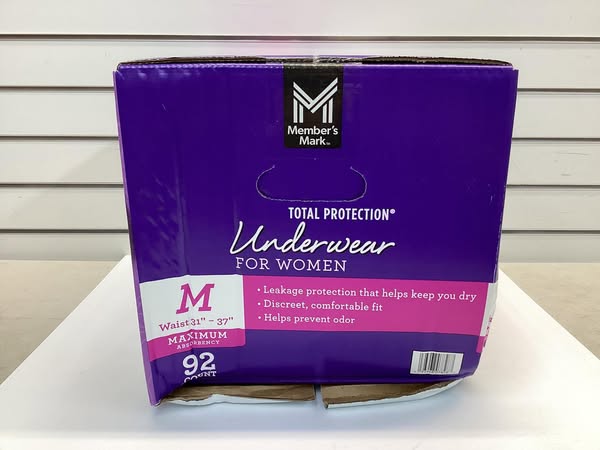 Member's
Mark™
TOTAL PROTECTION®
Underwear
FOR WOMEN
M
Waist 31" - 37"
MAXIMUM
ABSORBENCY
92
COUNT
• Leakage protection that helps keep you dry
• Discreet, comfortable fit
• Helps prevent odor